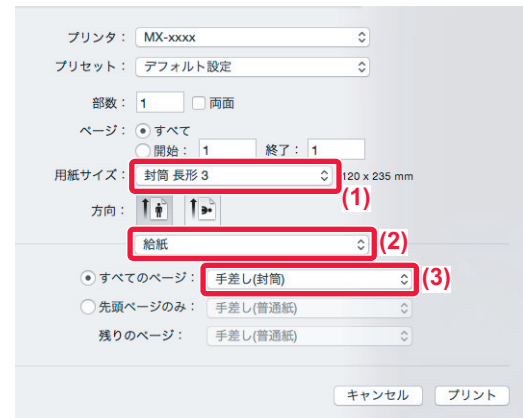 プリンタ： MX-xxxx
プリセット： デフォルト設定
部数： 1 両面
ページ： すべて
開始： 1 終了： 1
用紙サイズ： 封筒 長形 3 120 x 235 mm
(1)
方向：
給紙 (2)
すべてのページ： 手差し(封筒) (3)
先頭ページのみ： 手差し(普通紙)
残りのページ： 手差し(普通紙)
キャンセル プリント